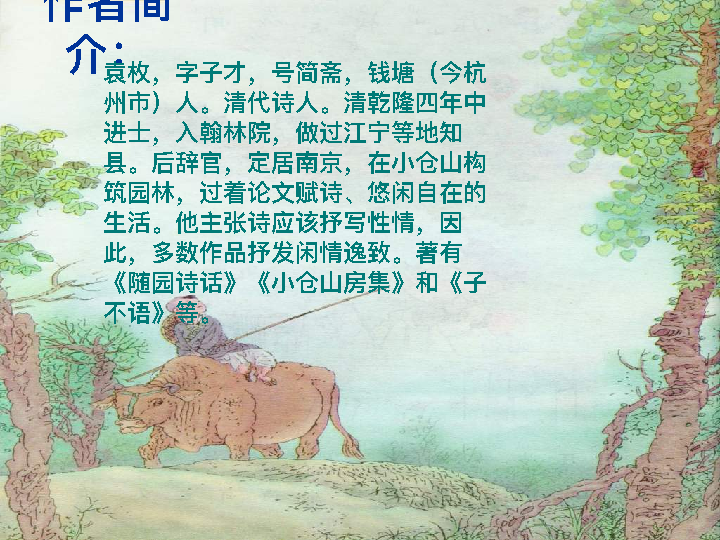 作者简
介：
袁枚，字子才，号简斋，钱塘（今杭
州市）人。清代诗人。清乾隆四年中
进士，入翰林院，做过江宁等地知
县。后辞官，定居南京，在小仓山构
筑园林，过着论文赋诗、悠闲自在的
生活。他主张诗应该抒写性情，因
此，多数作品抒发闲情逸致。著有
《随园诗话》《小仓山房集》和《子
不语》等。